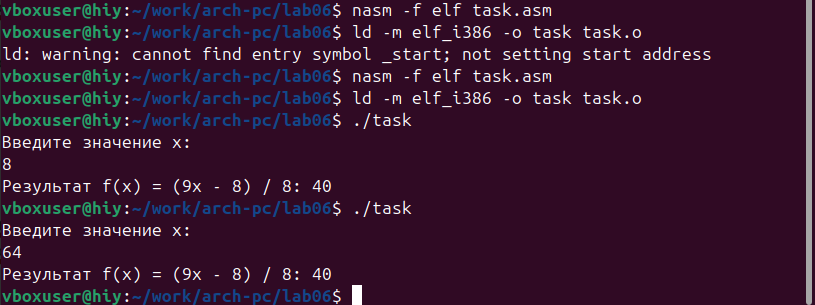 vboxuser@hiy:~/work/arch-pc/lab06$ nasm -f elf task.asm
vboxuser@hiy:~/work/arch-pc/lab06$ ld -m elf_i386 -o task task.o
ld: warning: cannot find entry symbol _start; not setting start address
vboxuser@hiy:~/work/arch-pc/lab06$ nasm -f elf task.asm
vboxuser@hiy:~/work/arch-pc/lab06$ ld -m elf_i386 -o task task.o
vboxuser@hiy:~/work/arch-pc/lab06$ ./task
Введите значение x:
8
Результат f(x) = (9x - 8) / 8: 40
vboxuser@hiy:~/work/arch-pc/lab06$ ./task
Введите значение x:
64
Результат f(x) = (9x - 8) / 8: 40
vboxuser@hiy:~/work/arch-pc/lab06$